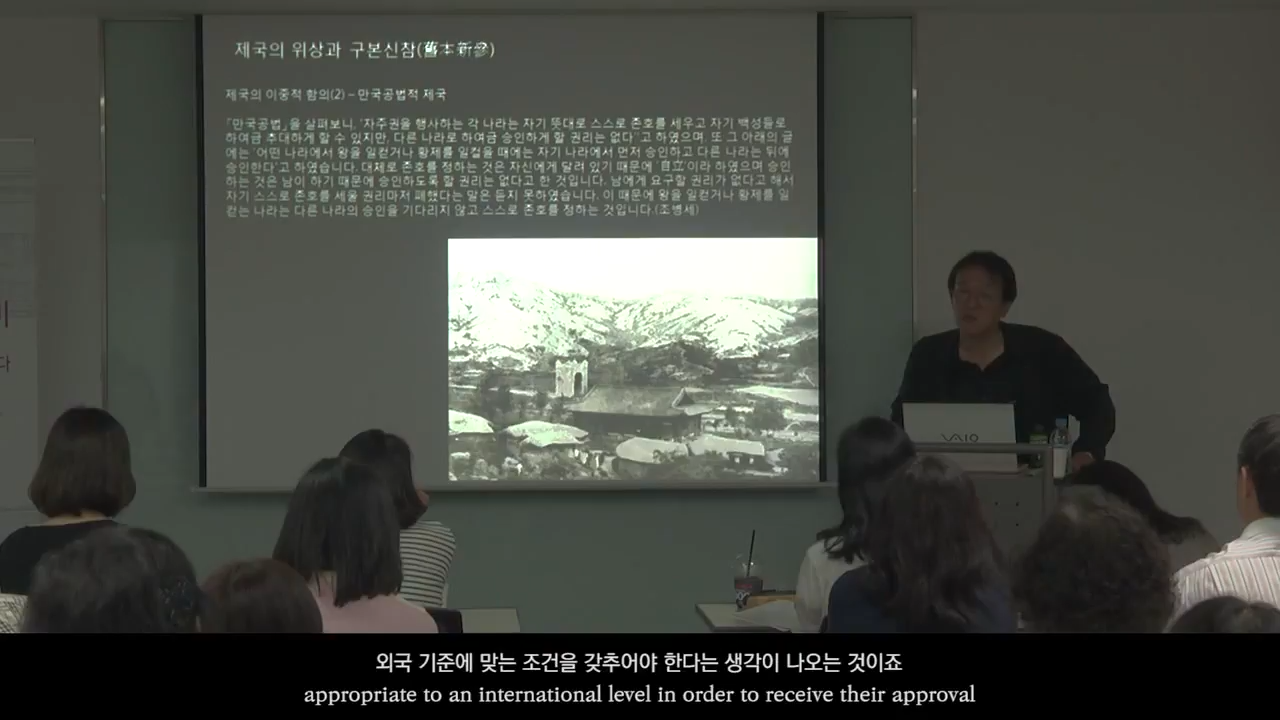 제국의 위상과 구본신참(舊本新參)
제국의 이중적 함의(2) – 만국공법적 제국
『만국공법』을 살펴보니, '자주권을 행사하는 각 나라는 자기 뜻대로 스스로 존호를 세우고 자기 백성들로
하여금 추대하게 할 수 있지만, 다른 나라로 하여금 승인하게 할 권리는 없다'고 하였으며, 또 그 아래의 글
에는 '어떤 나라에서 왕을 일컫거나 황제를 일컬을 때에는 자기 나라에서 먼저 승인하고 다른 나라는 뒤에
승인한다'고 하였습니다. 대체로 존호를 정하는 것은 자신에게 달려 있기 때문에 '自立'이라 하였으며 승인
하는 것은 남이 하기 때문에 승인하도록 할 권리는 없다고 한 것입니다. 남에게 요구할 권리가 없다고 해서
자기 스스로 존호를 세울 권리마저 폐했다는 말은 듣지 못하였습니다. 이 때문에 왕을 일컫거나 황제를 일
컫는 나라는 다른 나라의 승인을 기다리지 않고 스스로 존호를 정하는 것입니다.(조병세)
VAIO
외국 기준에 맞는 조건을 갖추어야 한다는 생각이 나오는 것이죠
appropriate to an international level in order to receive their approval